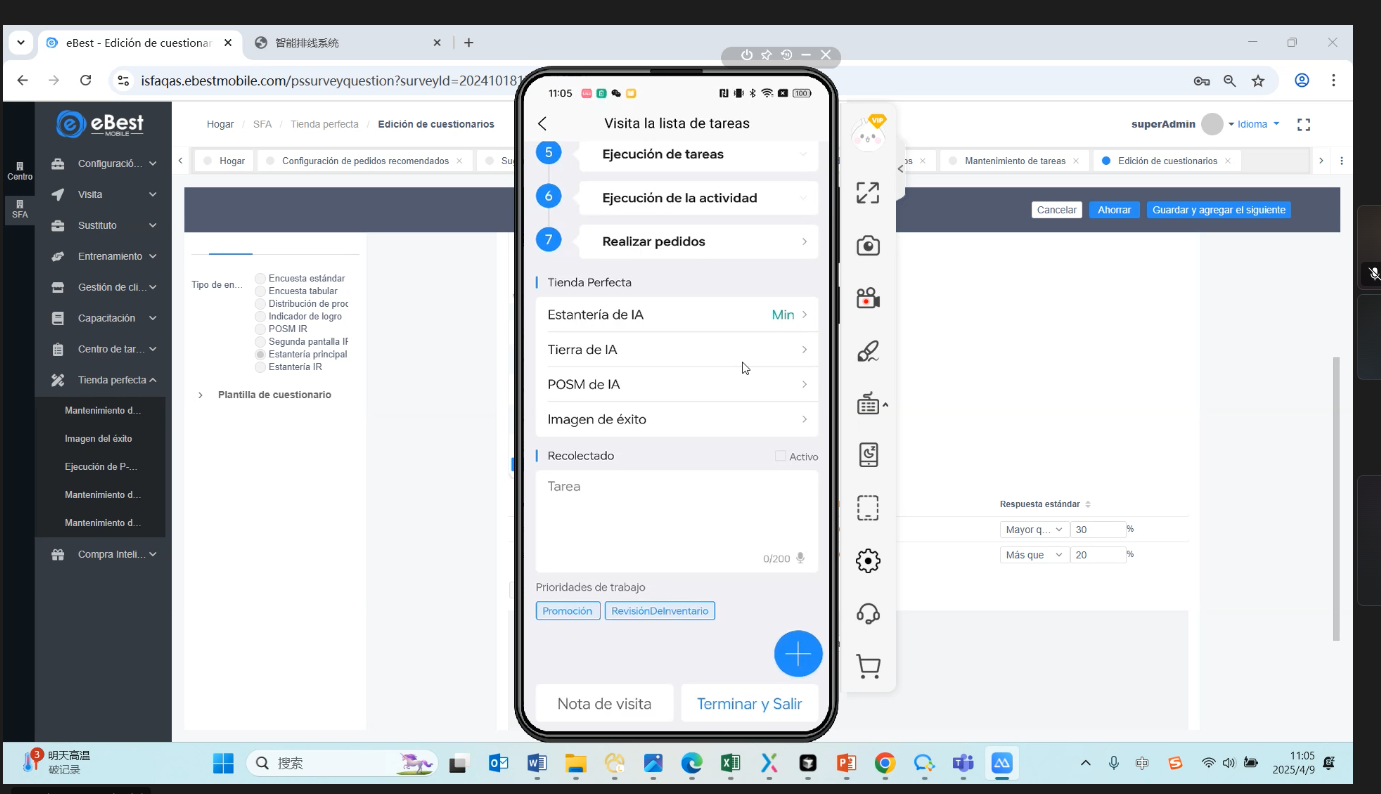 eBest - Edición de cuestionar
智能排线系统
isfaqas.ebestmobile.com/pssurveyquestion?surveyId=202410181
eBest
MOBILE
Hogar / SFA / Tienda perfecta / Edición de cuestionarios
superAdmin
Idioma
Centro
SFA
Configuració...
Visita
Sustituto
Entrenamiento
Gestión de cli...
Capacitación
Centro de tar...
Tienda perfecta
Mantenimiento d...
Imagen del éxito
Ejecución de P-...
Mantenimiento d...
Mantenimiento d...
Compra Inteli...
Hogar
Configuración de pedidos recomendados
Mantenimiento de tareas
Edición de cuestionarios
Cancelar
Ahorrar
Guardar y agregar el siguiente
Tipo de en...
Encuesta estándar
Encuesta tabular
Distribución de proc
Indicador de logro
POSM IR
Segunda pantalla IF
Estantería principal
Estantería IR
Plantilla de cuestionario
11:05
100
Visita la lista de tareas
5
Ejecución de tareas
6
Ejecución de la actividad
7
Realizar pedidos
Tienda Perfecta
Estantería de IA
Min
Tierra de IA
POSM de IA
Imagen de éxito
Recolectado
Activo
Tarea
0/200
Prioridades de trabajo
Promoción
RevisiónDeInventario
Nota de visita
Terminar y Salir
VIP
Respuesta estándar
Mayor q...
30
%
Más que
20
%
3
明天高温
破记录
搜索
中
11:05
2025/4/9